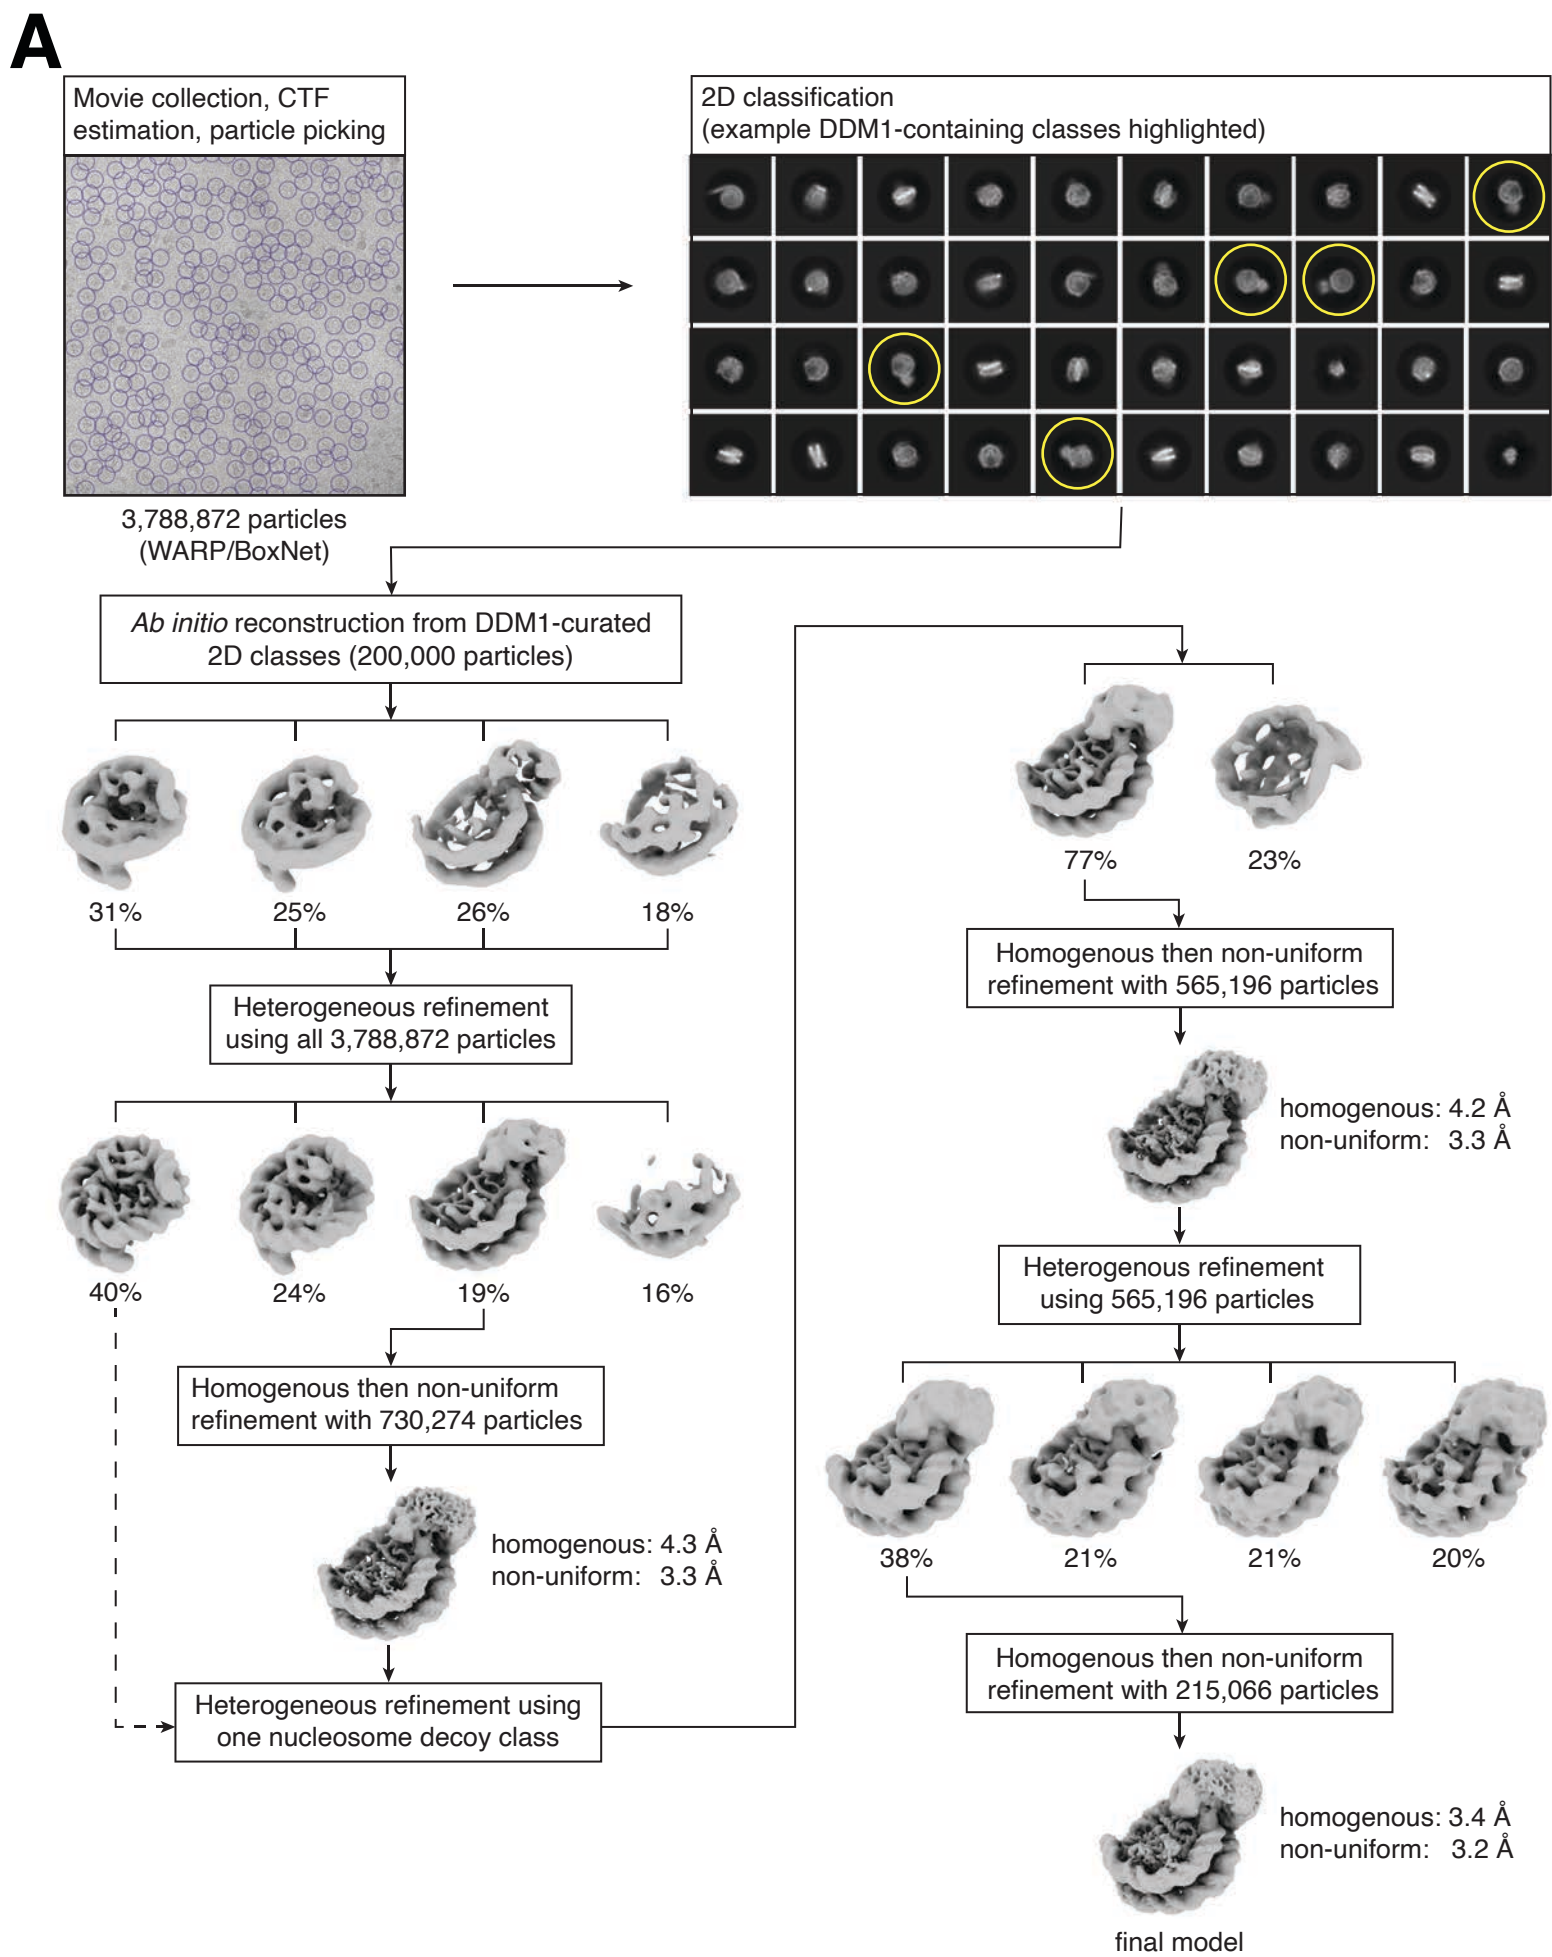 A
Movie collection, CTF
estimation, particle picking
3,788,872 particles
(WARP/BoxNet)
2D classification
(example DDM1-containing classes highlighted)
Ab initio reconstruction from DDM1-curated
2D classes (200,000 particles)
31%
25%
26%
18%
Heterogeneous refinement
using all 3,788,872 particles
40%
24%
19%
16%
Homogenous then non-uniform
refinement with 730,274 particles
homogenous: 4.3 Å
non-uniform: 3.3 Å
Heterogeneous refinement using
one nucleosome decoy class
77%
23%
Homogenous then non-uniform
refinement with 565,196 particles
homogenous: 4.2 Å
non-uniform: 3.3 Å
Heterogenous refinement
using 565,196 particles
38%
21%
21%
20%
Homogenous then non-uniform
refinement with 215,066 particles
homogenous: 3.4 Å
non-uniform: 3.2 Å
final model